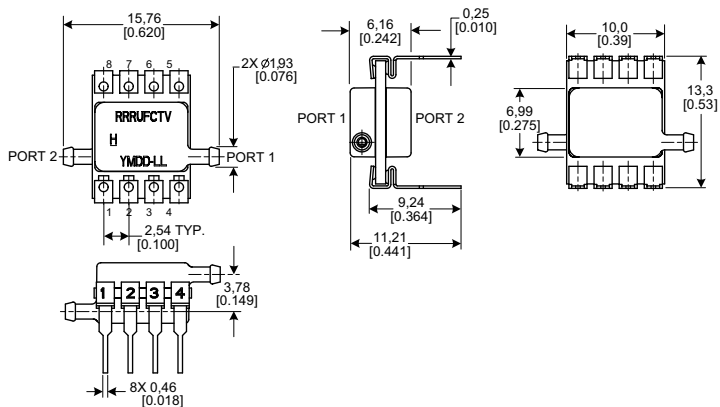 15,76
[0.620]
8 7 6 5
2X Ø1,93
[0.076]
RRRUFCTV
H
YMDD-LL
PORT 2
PORT 1
1 2 3 4
2,54 TYP.
[0.100]
6,16
[0.242]
0,25
[0.010]
PORT 1
PORT 2
9,24
[0.364]
11,21
[0.441]
10,0
[0.39]
6,99
[0.275]
13,3
[0.53]
1 2 3 4
3,78
[0.149]
8X 0,46
[0.018]